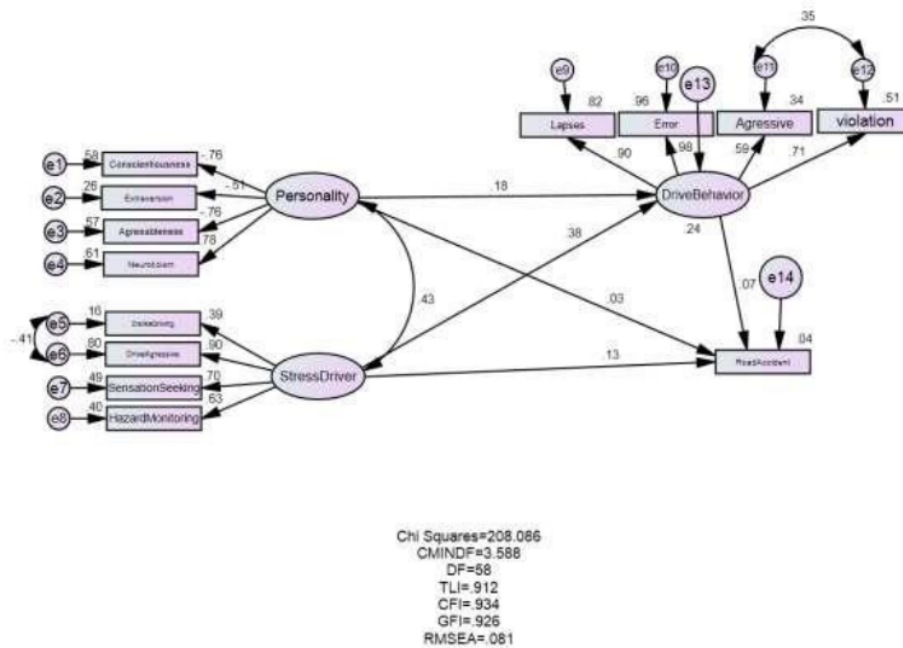 .35
e9
e10
e13
e11
e12
.82
.96
.34
.51
Lapses
Error
Agressive
violation
.90
.98
.59
.71
e1
.58
Conscienhousness
-.76
e2
.26
Extraversion
-.51
e3
.57
Agreeableness
-.76
e4
.61
Neuroticism
.78
Personality
.18
DriveBehavior
.24
.38
.43
.03
.07
e14
.04
RoadAccident
.13
-.41
e5
.16
.39
e6
.80
DriveAgressive
.90
e7
.49
SensationSeeking
.70
e8
.40
HazardMonitoring
.63
StressDriver
Chi Squares=208.086
CMINDF=3.588
DF=58
TLI=.912
CFI=.934
GFI=.926
RMSEA=.081